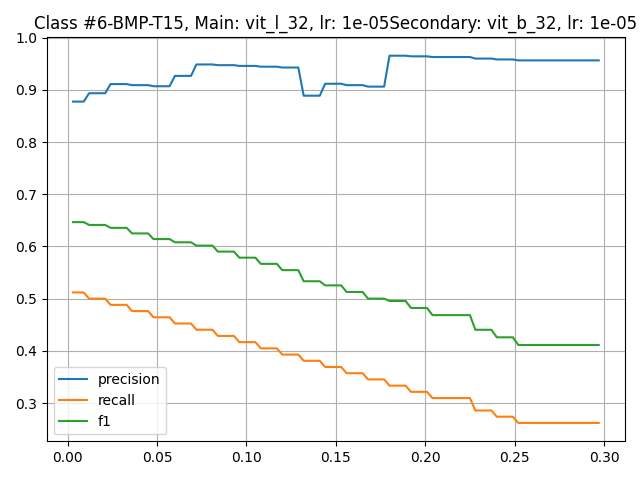 Class #6-BMP-T15, Main: vit_l_32, lr: 1e-05Secondary: vit_b_32, lr: 1e-05
1.0
0.9
0.8
0.7
0.6
0.5
0.4
0.3
precision
recall
f1
0.00 0.05 0.10 0.15 0.20 0.25 0.30